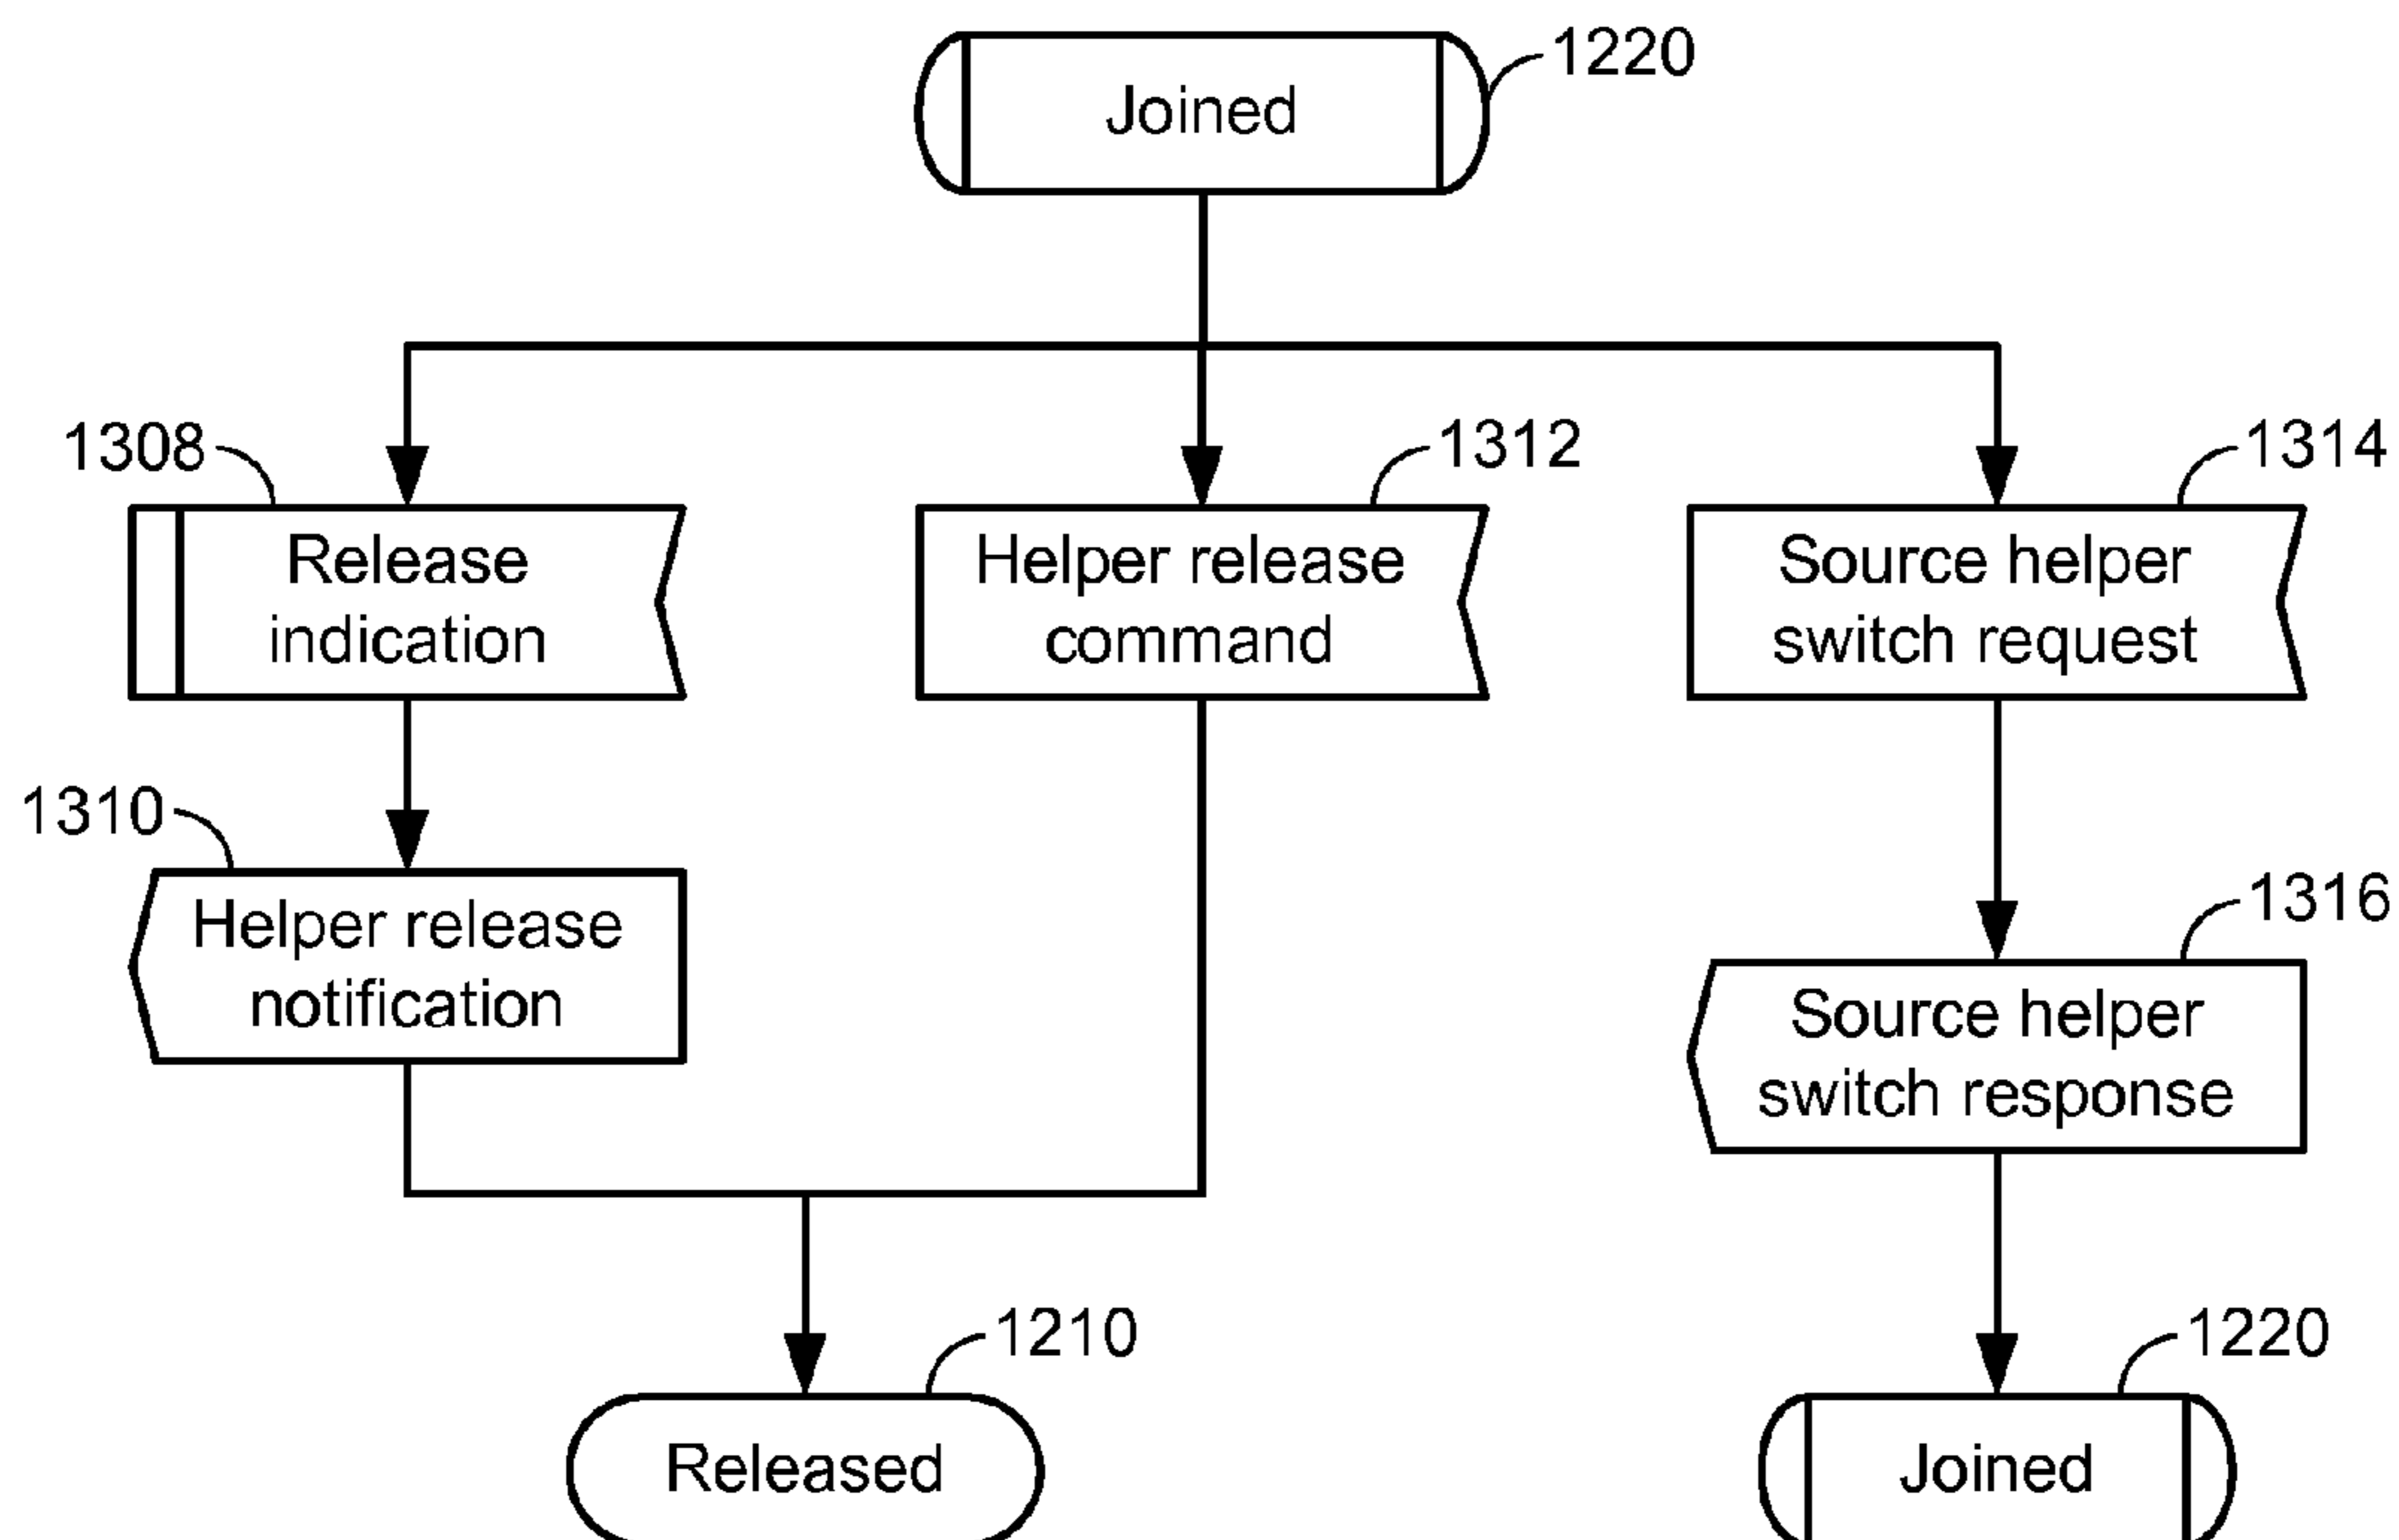 1220
Joined
1308
1312
1314
Release
indication
Helper release
command
Source helper
switch request
1310
1316
Helper release
notification
Source helper
switch response
1210
1220
Released
Joined